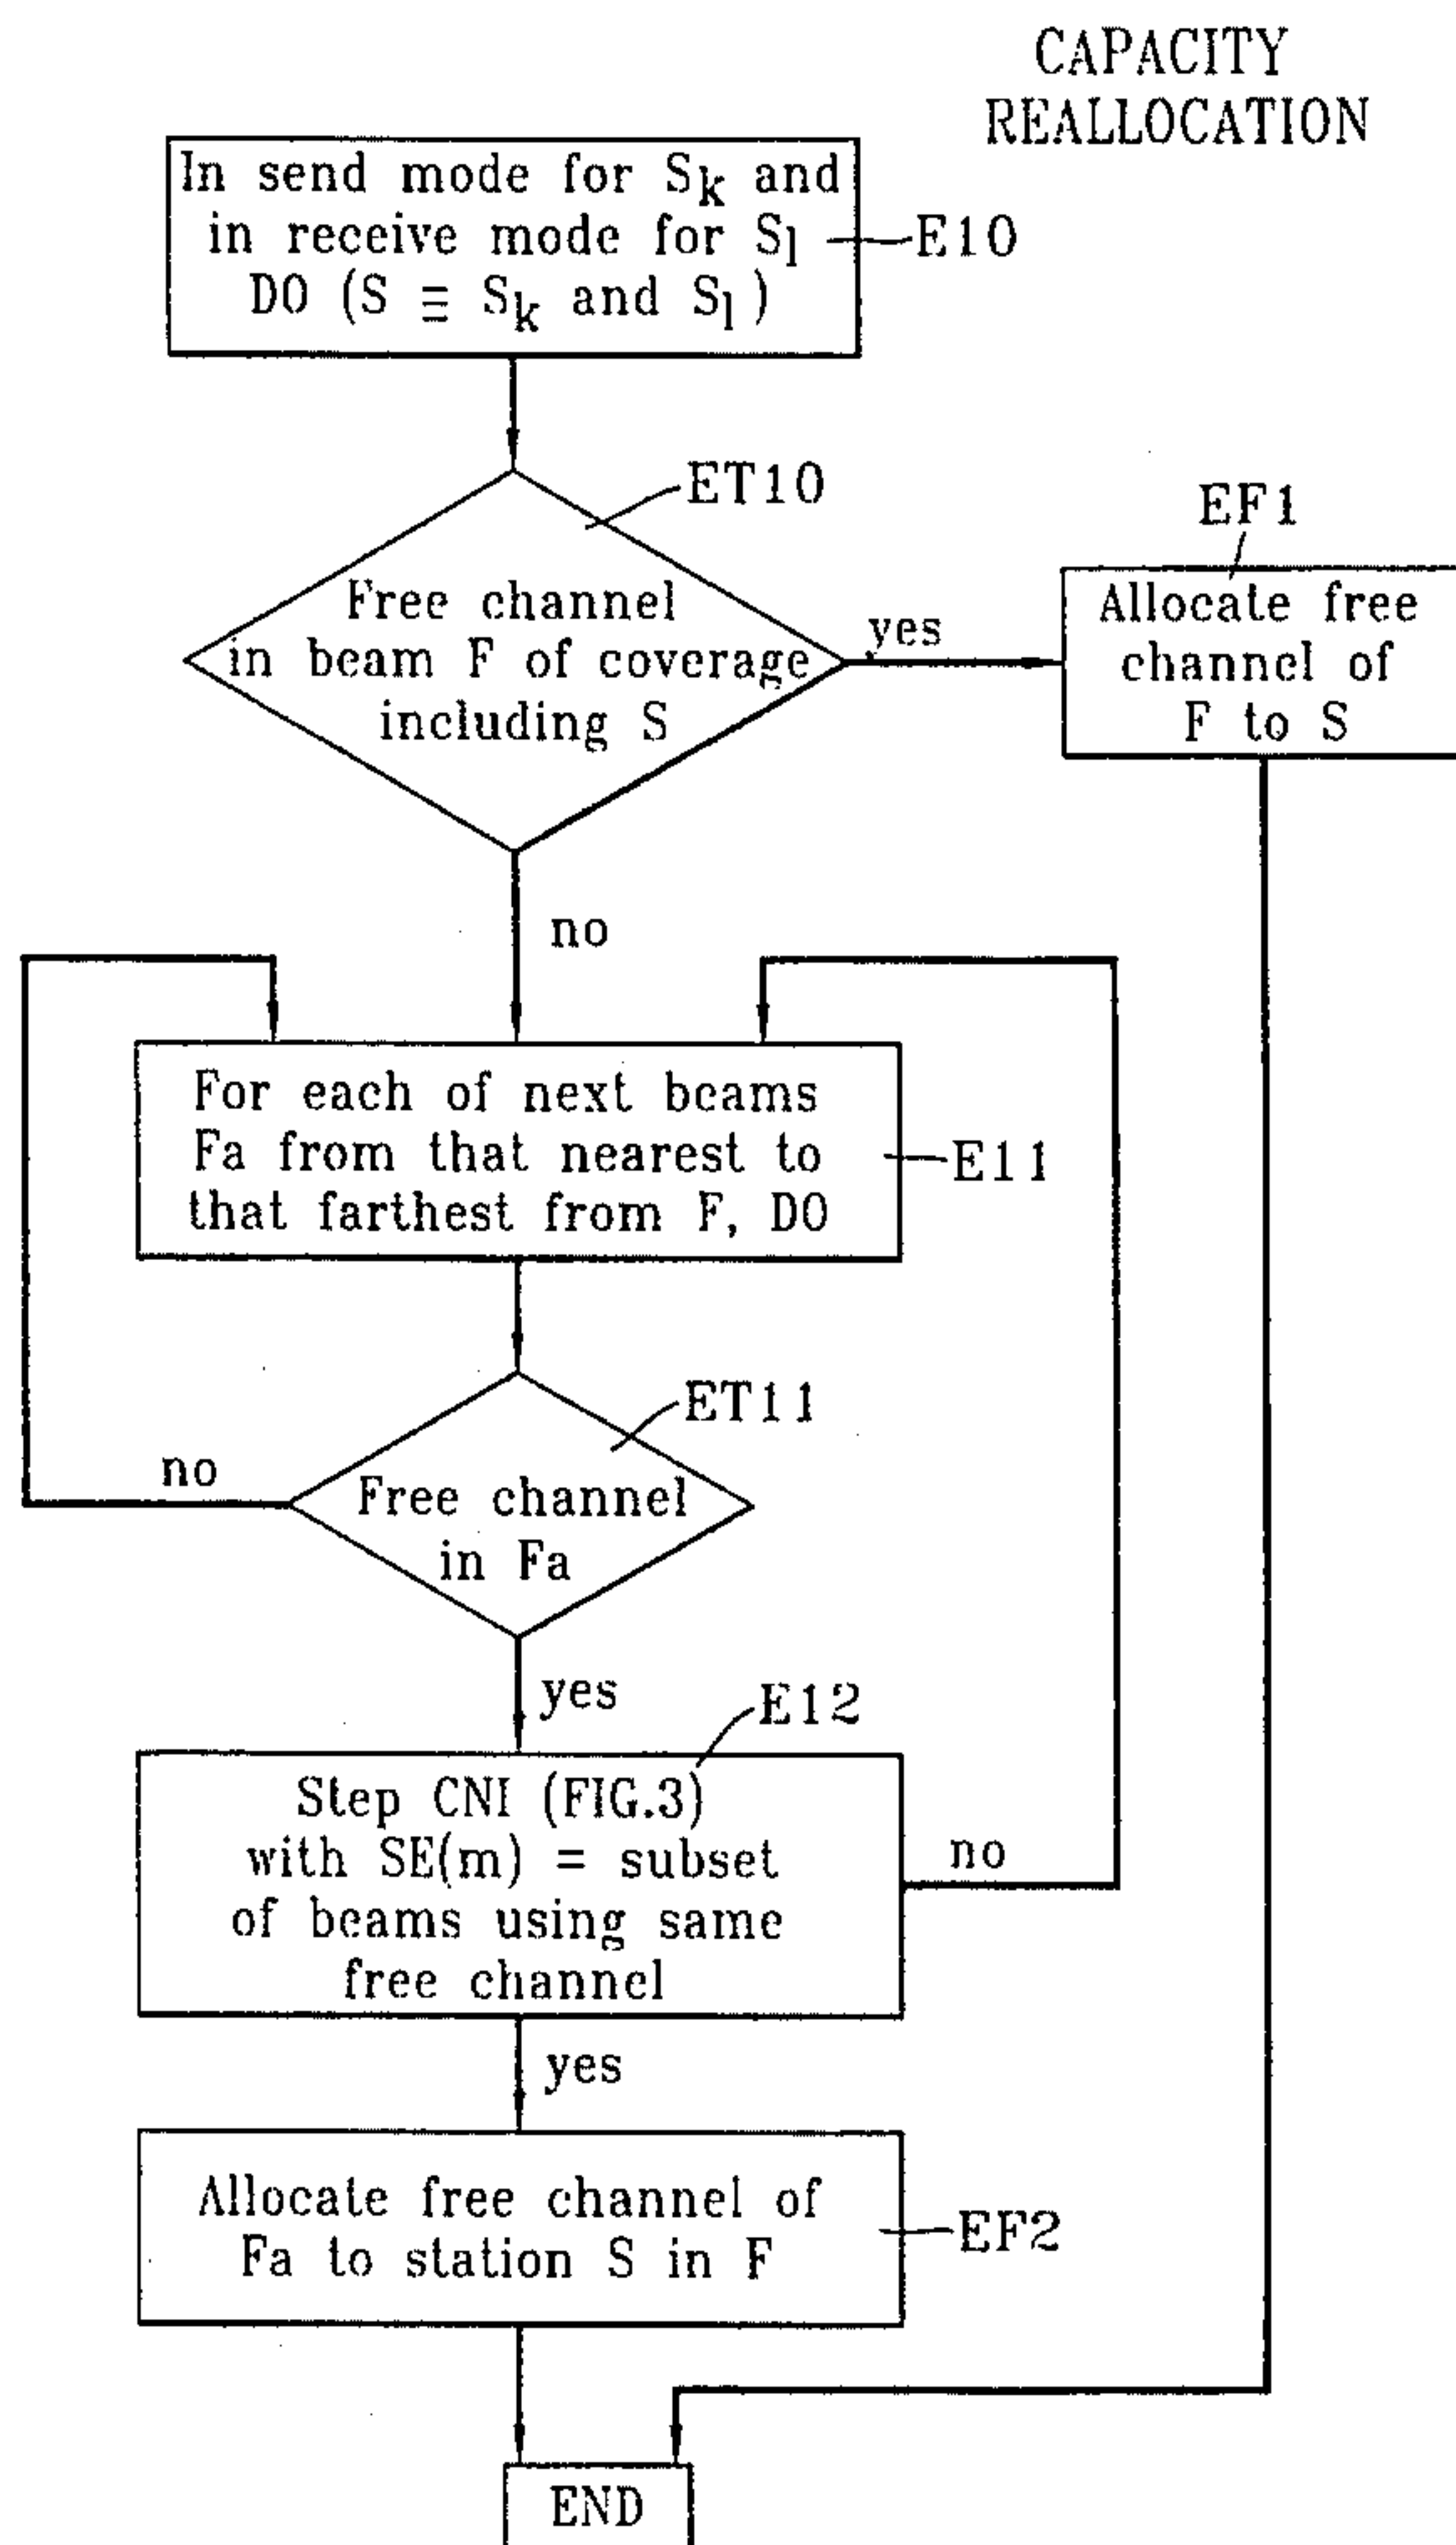 CAPACITY
REALLOCATION
In send mode for Sk and
in receive mode for Sl
DO (S ≡ Sk and Sl)
E10
ET10
Free channel
in beam F of coverage
including S
yes
EF1
Allocate free
channel of
F to S
no
For each of next beams
Fa from that nearest to
that farthest from F, DO
E11
ET11
Free channel
in Fa
no
yes
E12
Step CNI (FIG.3)
with SE(m) = subset
of beams using same
free channel
no
yes
Allocate free channel of
Fa to station S in F
EF2
END